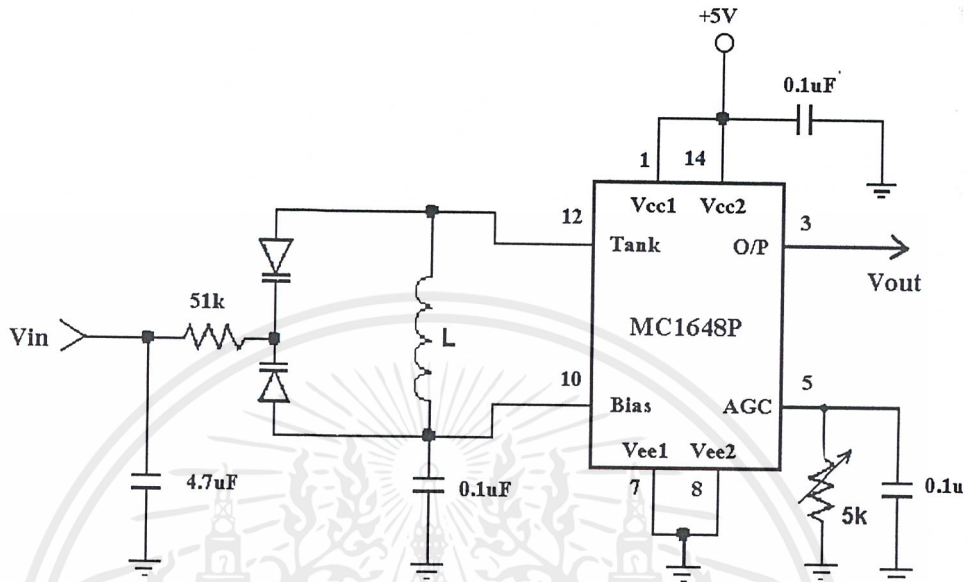 +5V
0.1uF
1
14
Vcc1
Vcc2
12
Tank
O/P
3
Vout
51k
Vin
L
MC1648P
10
Bias
AGC
5
Vee1
Vee2
4.7uF
0.1uF
7
8
5k
0.1u